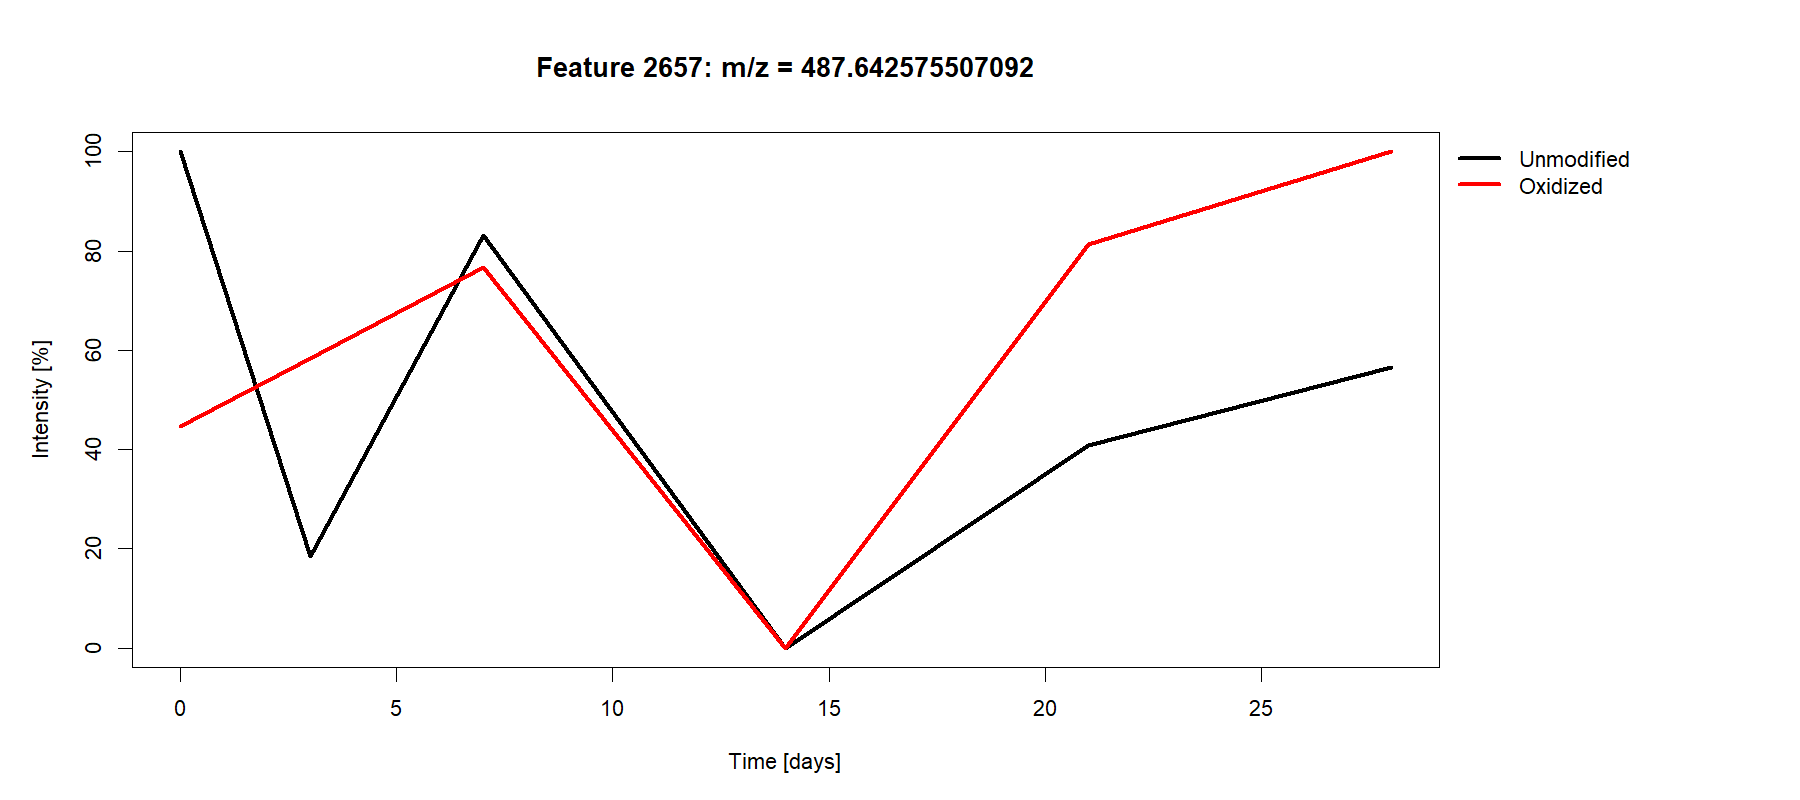 Feature 2657: m/z = 487.642575507092
Unmodified
Oxidized
Intensity [%]
100
80
60
40
20
0
0 5 10 15 20 25
Time [days]